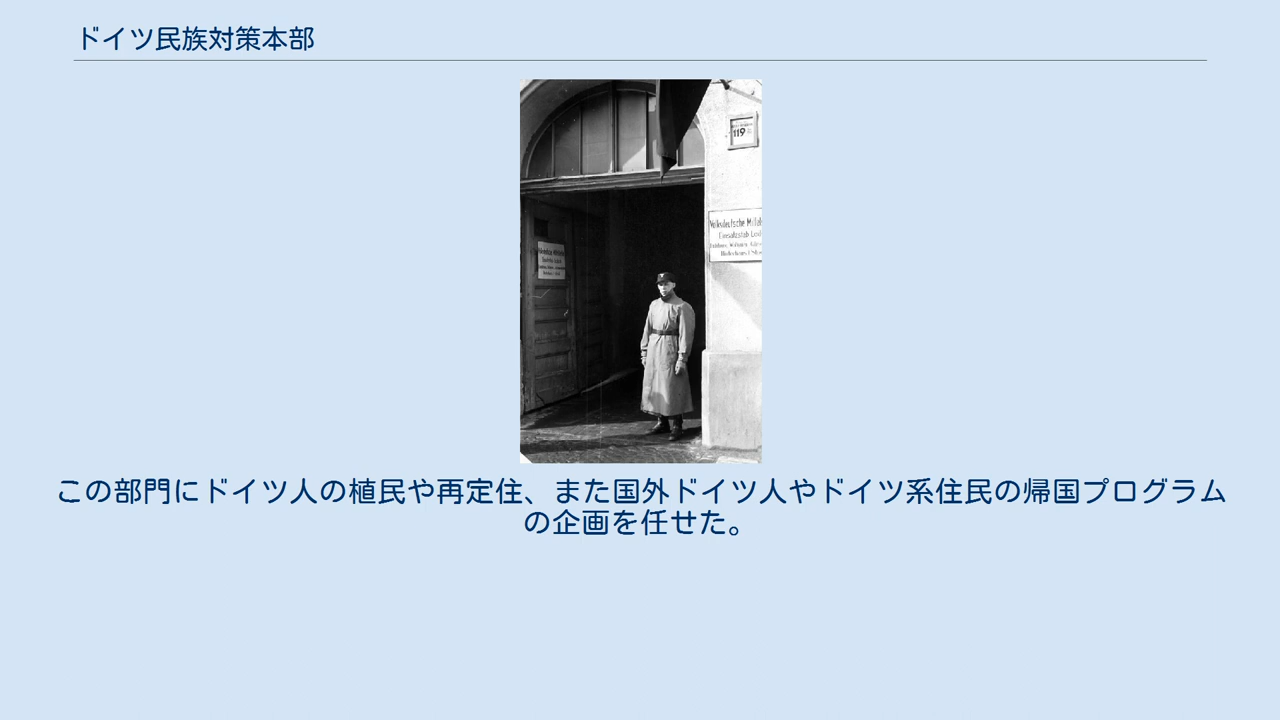 ドイツ民族対策本部
119
Volksdeutsche Mittel
Einsatzstab
この部門にドイツ人の植民や再定住、また国外ドイツ人やドイツ系住民の帰国プログラム
の企画を任せた。